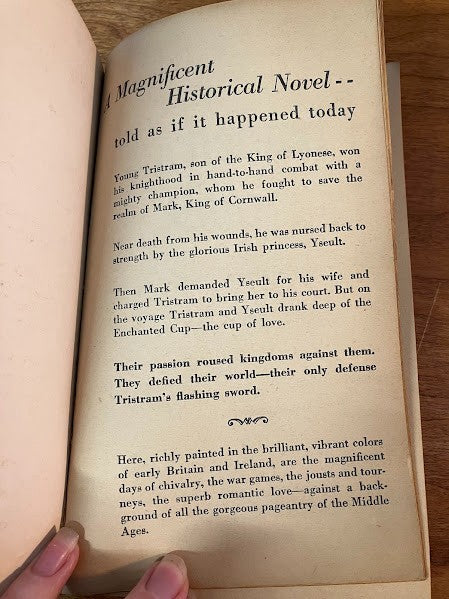 A Magnificent
Historical Novel--
told as if it happened today
Young Tristram, son of the King of Lyonese, won
his knighthood in hand-to-hand combat with a
mighty champion, whom he fought to save the
realm of Mark, King of Cornwall.
Near death from his wounds, he was nursed back to
strength by the glorious Irish princess, Yseult.
Then Mark demanded Yseult for his wife and
charged Tristram to bring her to his court. But on
the voyage Tristram and Yseult drank deep of the
Enchanted Cup—the cup of love.
Their passion roused kingdoms against them.
They defied their world—their only defense
Tristram's flashing sword.
Here, richly painted in the brilliant, vibrant colors
of early Britain and Ireland, are the magnificent
days of chivalry, the war games, the jousts and tour-
neys, the superb romantic love—against a back-
ground of all the gorgeous pageantry of the Middle
Ages.